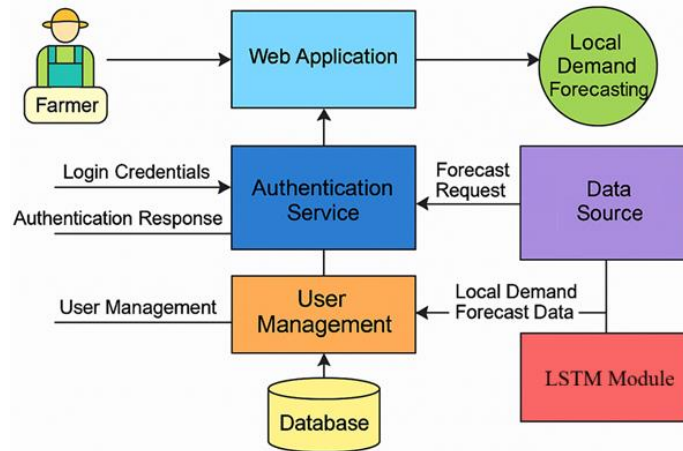 Farmer
Web Application
Local
Demand
Forecasting
Login Credentials
Authentication Response
Authentication
Service
Forecast
Request
Data
Source
User Management
User
Management
Local Demand
Forecast Data
LSTM Module
Database